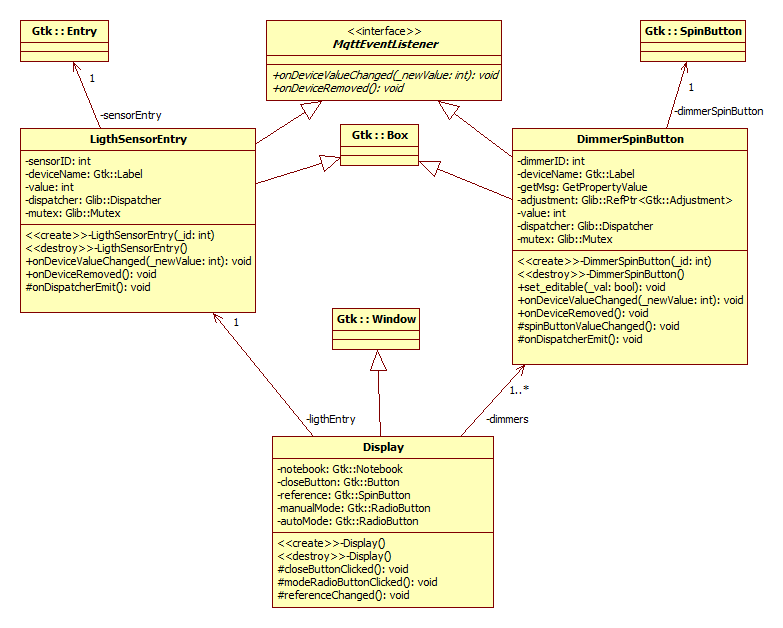 Gtk::Entry
<<interface>>
MqttEventListener
+onDeviceValueChanged(_newValue: int): void
+onDeviceRemoved(): void
Gtk::SpinButton
1
-sensorEntry
1
-dimmerSpinButton
LigthSensorEntry
-sensorID: int
-deviceName: Gtk::Label
-value: int
-dispatcher: Glib::Dispatcher
-mutex: Glib::Mutex
<<create>>-LigthSensorEntry(_id: int)
<<destroy>>-LigthSensorEntry()
+onDeviceValueChanged(_newValue: int): void
+onDeviceRemoved(): void
#onDispatcherEmit(): void
Gtk::Box
DimmerSpinButton
-dimmerID: int
-deviceName: Gtk::Label
-getMsg: GetPropertyValue
-adjustment: Glib::RefPtr<Gtk::Adjustment>
-value: int
-dispatcher: Glib::Dispatcher
-mutex: Glib::Mutex
<<create>>-DimmerSpinButton(_id: int)
<<destroy>>-DimmerSpinButton()
+set_editable(_val: bool): void
+onDeviceValueChanged(_newValue: int): void
+onDeviceRemoved(): void
#spinButtonValueChanged(): void
#onDispatcherEmit(): void
Gtk::Window
1
-ligthEntry
1..*
-dimmers
Display
-notebook: Gtk::Notebook
-closeButton: Gtk::Button
-reference: Gtk::SpinButton
-manualMode: Gtk::RadioButton
-autoMode: Gtk::RadioButton
<<create>>-Display()
<<destroy>>-Display()
#closeButtonClicked(): void
#modeRadioButtonClicked(): void
#referenceChanged(): void